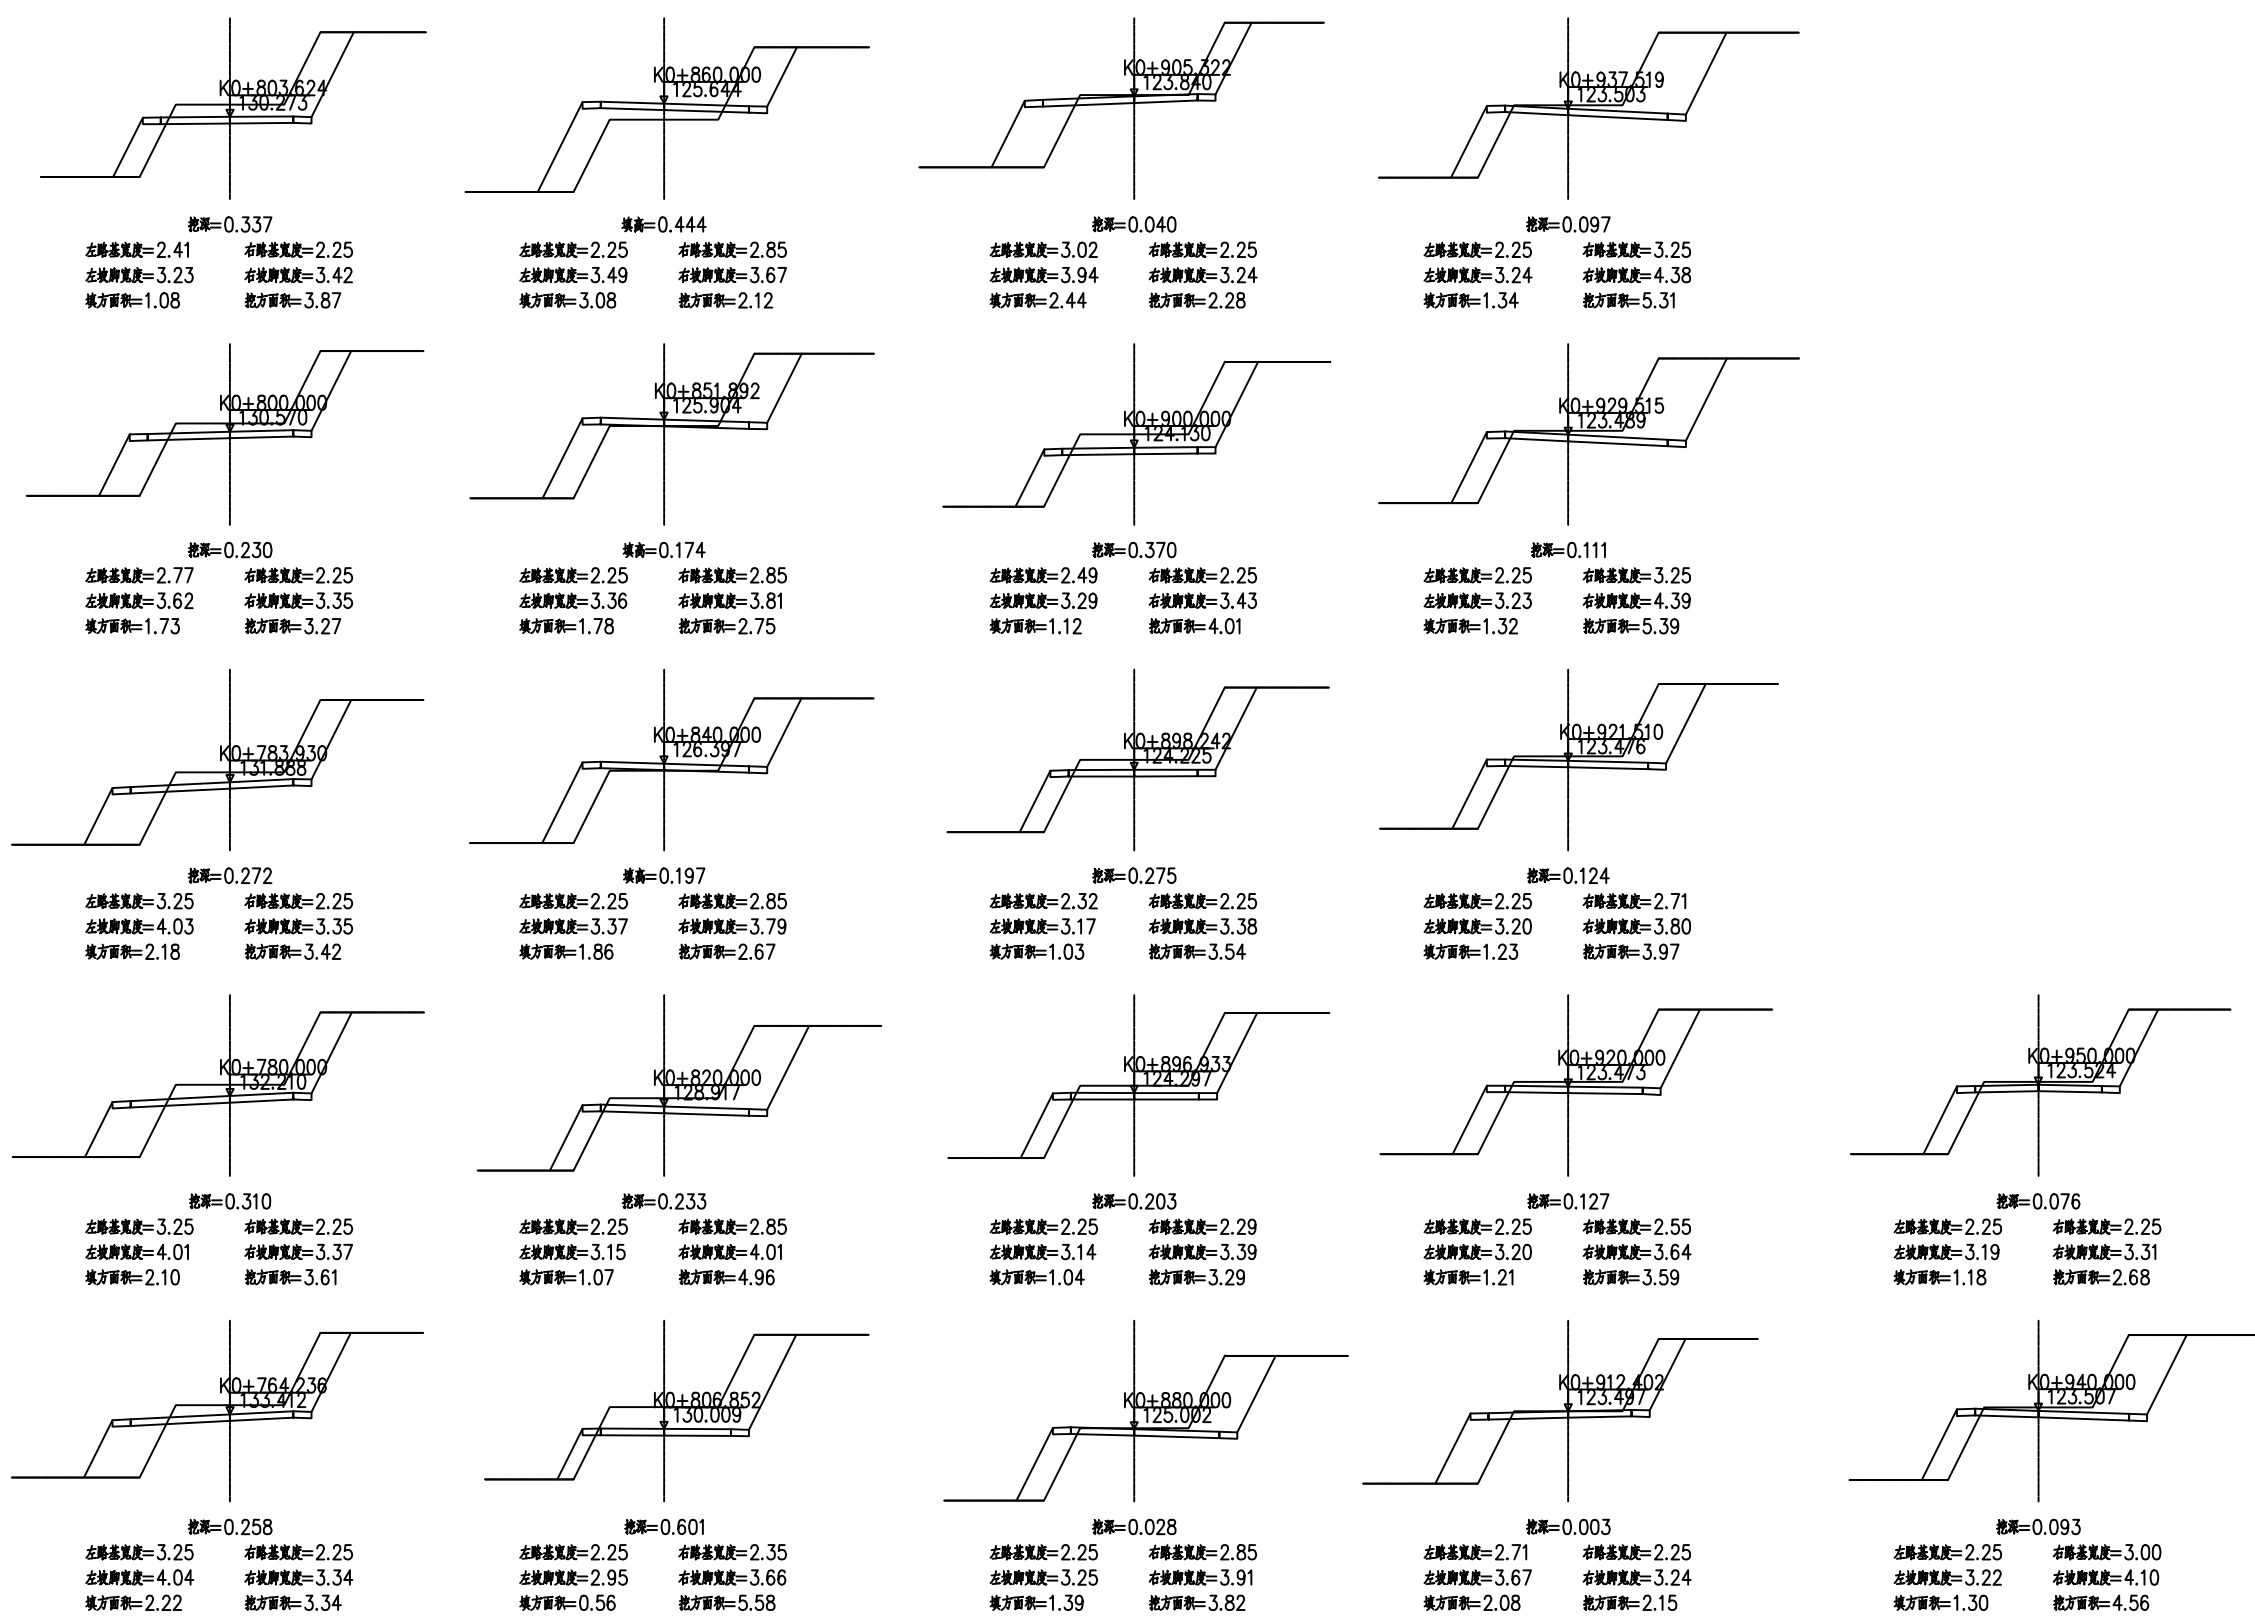 K0+803.624
130.273
挖深=0.337
左路基宽度=2.41 右路基宽度=2.25
左坡脚宽度=3.23 右坡脚宽度=3.42
填方面积=1.08 挖方面积=3.87
K0+860.000
125.644
填高=0.444
左路基宽度=2.25 右路基宽度=2.85
左坡脚宽度=3.49 右坡脚宽度=3.67
填方面积=3.08 挖方面积=2.12
K0+905.322
123.840
挖深=0.040
左路基宽度=3.02 右路基宽度=2.25
左坡脚宽度=3.94 右坡脚宽度=3.24
填方面积=2.44 挖方面积=2.28
K0+937.519
123.503
挖深=0.097
左路基宽度=2.25 右路基宽度=3.25
左坡脚宽度=3.24 右坡脚宽度=4.38
填方面积=1.34 挖方面积=5.31
K0+800.000
130.570
挖深=0.230
左路基宽度=2.77 右路基宽度=2.25
左坡脚宽度=3.62 右坡脚宽度=3.35
填方面积=1.73 挖方面积=3.27
K0+851.892
125.904
填高=0.174
左路基宽度=2.25 右路基宽度=2.85
左坡脚宽度=3.36 右坡脚宽度=3.81
填方面积=1.78 挖方面积=2.75
K0+900.000
124.130
挖深=0.370
左路基宽度=2.49 右路基宽度=2.25
左坡脚宽度=3.29 右坡脚宽度=3.43
填方面积=1.12 挖方面积=4.01
K0+929.515
123.489
挖深=0.111
左路基宽度=2.25 右路基宽度=3.25
左坡脚宽度=3.23 右坡脚宽度=4.39
填方面积=1.32 挖方面积=5.39
K0+783.930
131.888
挖深=0.272
左路基宽度=3.25 右路基宽度=2.25
左坡脚宽度=4.03 右坡脚宽度=3.35
填方面积=2.18 挖方面积=3.42
K0+840.000
126.397
填高=0.197
左路基宽度=2.25 右路基宽度=2.85
左坡脚宽度=3.37 右坡脚宽度=3.79
填方面积=1.86 挖方面积=2.67
K0+898.242
124.225
挖深=0.275
左路基宽度=2.32 右路基宽度=2.25
左坡脚宽度=3.17 右坡脚宽度=3.38
填方面积=1.03 挖方面积=3.54
K0+921.510
123.476
挖深=0.124
左路基宽度=2.25 右路基宽度=2.71
左坡脚宽度=3.20 右坡脚宽度=3.80
填方面积=1.23 挖方面积=3.97
K0+780.000
132.210
挖深=0.310
左路基宽度=3.25 右路基宽度=2.25
左坡脚宽度=4.01 右坡脚宽度=3.37
填方面积=2.10 挖方面积=3.61
K0+820.000
128.917
挖深=0.233
左路基宽度=2.25 右路基宽度=2.85
左坡脚宽度=3.15 右坡脚宽度=4.01
填方面积=1.07 挖方面积=4.96
K0+896.933
124.297
挖深=0.203
左路基宽度=2.25 右路基宽度=2.29
左坡脚宽度=3.14 右坡脚宽度=3.39
填方面积=1.04 挖方面积=3.29
K0+920.000
123.473
挖深=0.127
左路基宽度=2.25 右路基宽度=2.55
左坡脚宽度=3.20 右坡脚宽度=3.64
填方面积=1.21 挖方面积=3.59
K0+950.000
123.524
挖深=0.076
左路基宽度=2.25 右路基宽度=2.25
左坡脚宽度=3.19 右坡脚宽度=3.31
填方面积=1.18 挖方面积=2.68
K0+764.236
133.412
挖深=0.258
左路基宽度=3.25 右路基宽度=2.25
左坡脚宽度=4.04 右坡脚宽度=3.34
填方面积=2.22 挖方面积=3.34
K0+806.852
130.009
挖深=0.601
左路基宽度=2.25 右路基宽度=2.35
左坡脚宽度=2.95 右坡脚宽度=3.66
填方面积=0.56 挖方面积=5.58
K0+880.000
125.002
挖深=0.028
左路基宽度=2.25 右路基宽度=2.85
左坡脚宽度=3.25 右坡脚宽度=3.91
填方面积=1.39 挖方面积=3.82
K0+912.402
123.497
挖深=0.003
左路基宽度=2.71 右路基宽度=2.25
左坡脚宽度=3.67 右坡脚宽度=3.24
填方面积=2.08 挖方面积=2.15
K0+940.000
123.507
挖深=0.093
左路基宽度=2.25 右路基宽度=3.00
左坡脚宽度=3.22 右坡脚宽度=4.10
填方面积=1.30 挖方面积=4.56